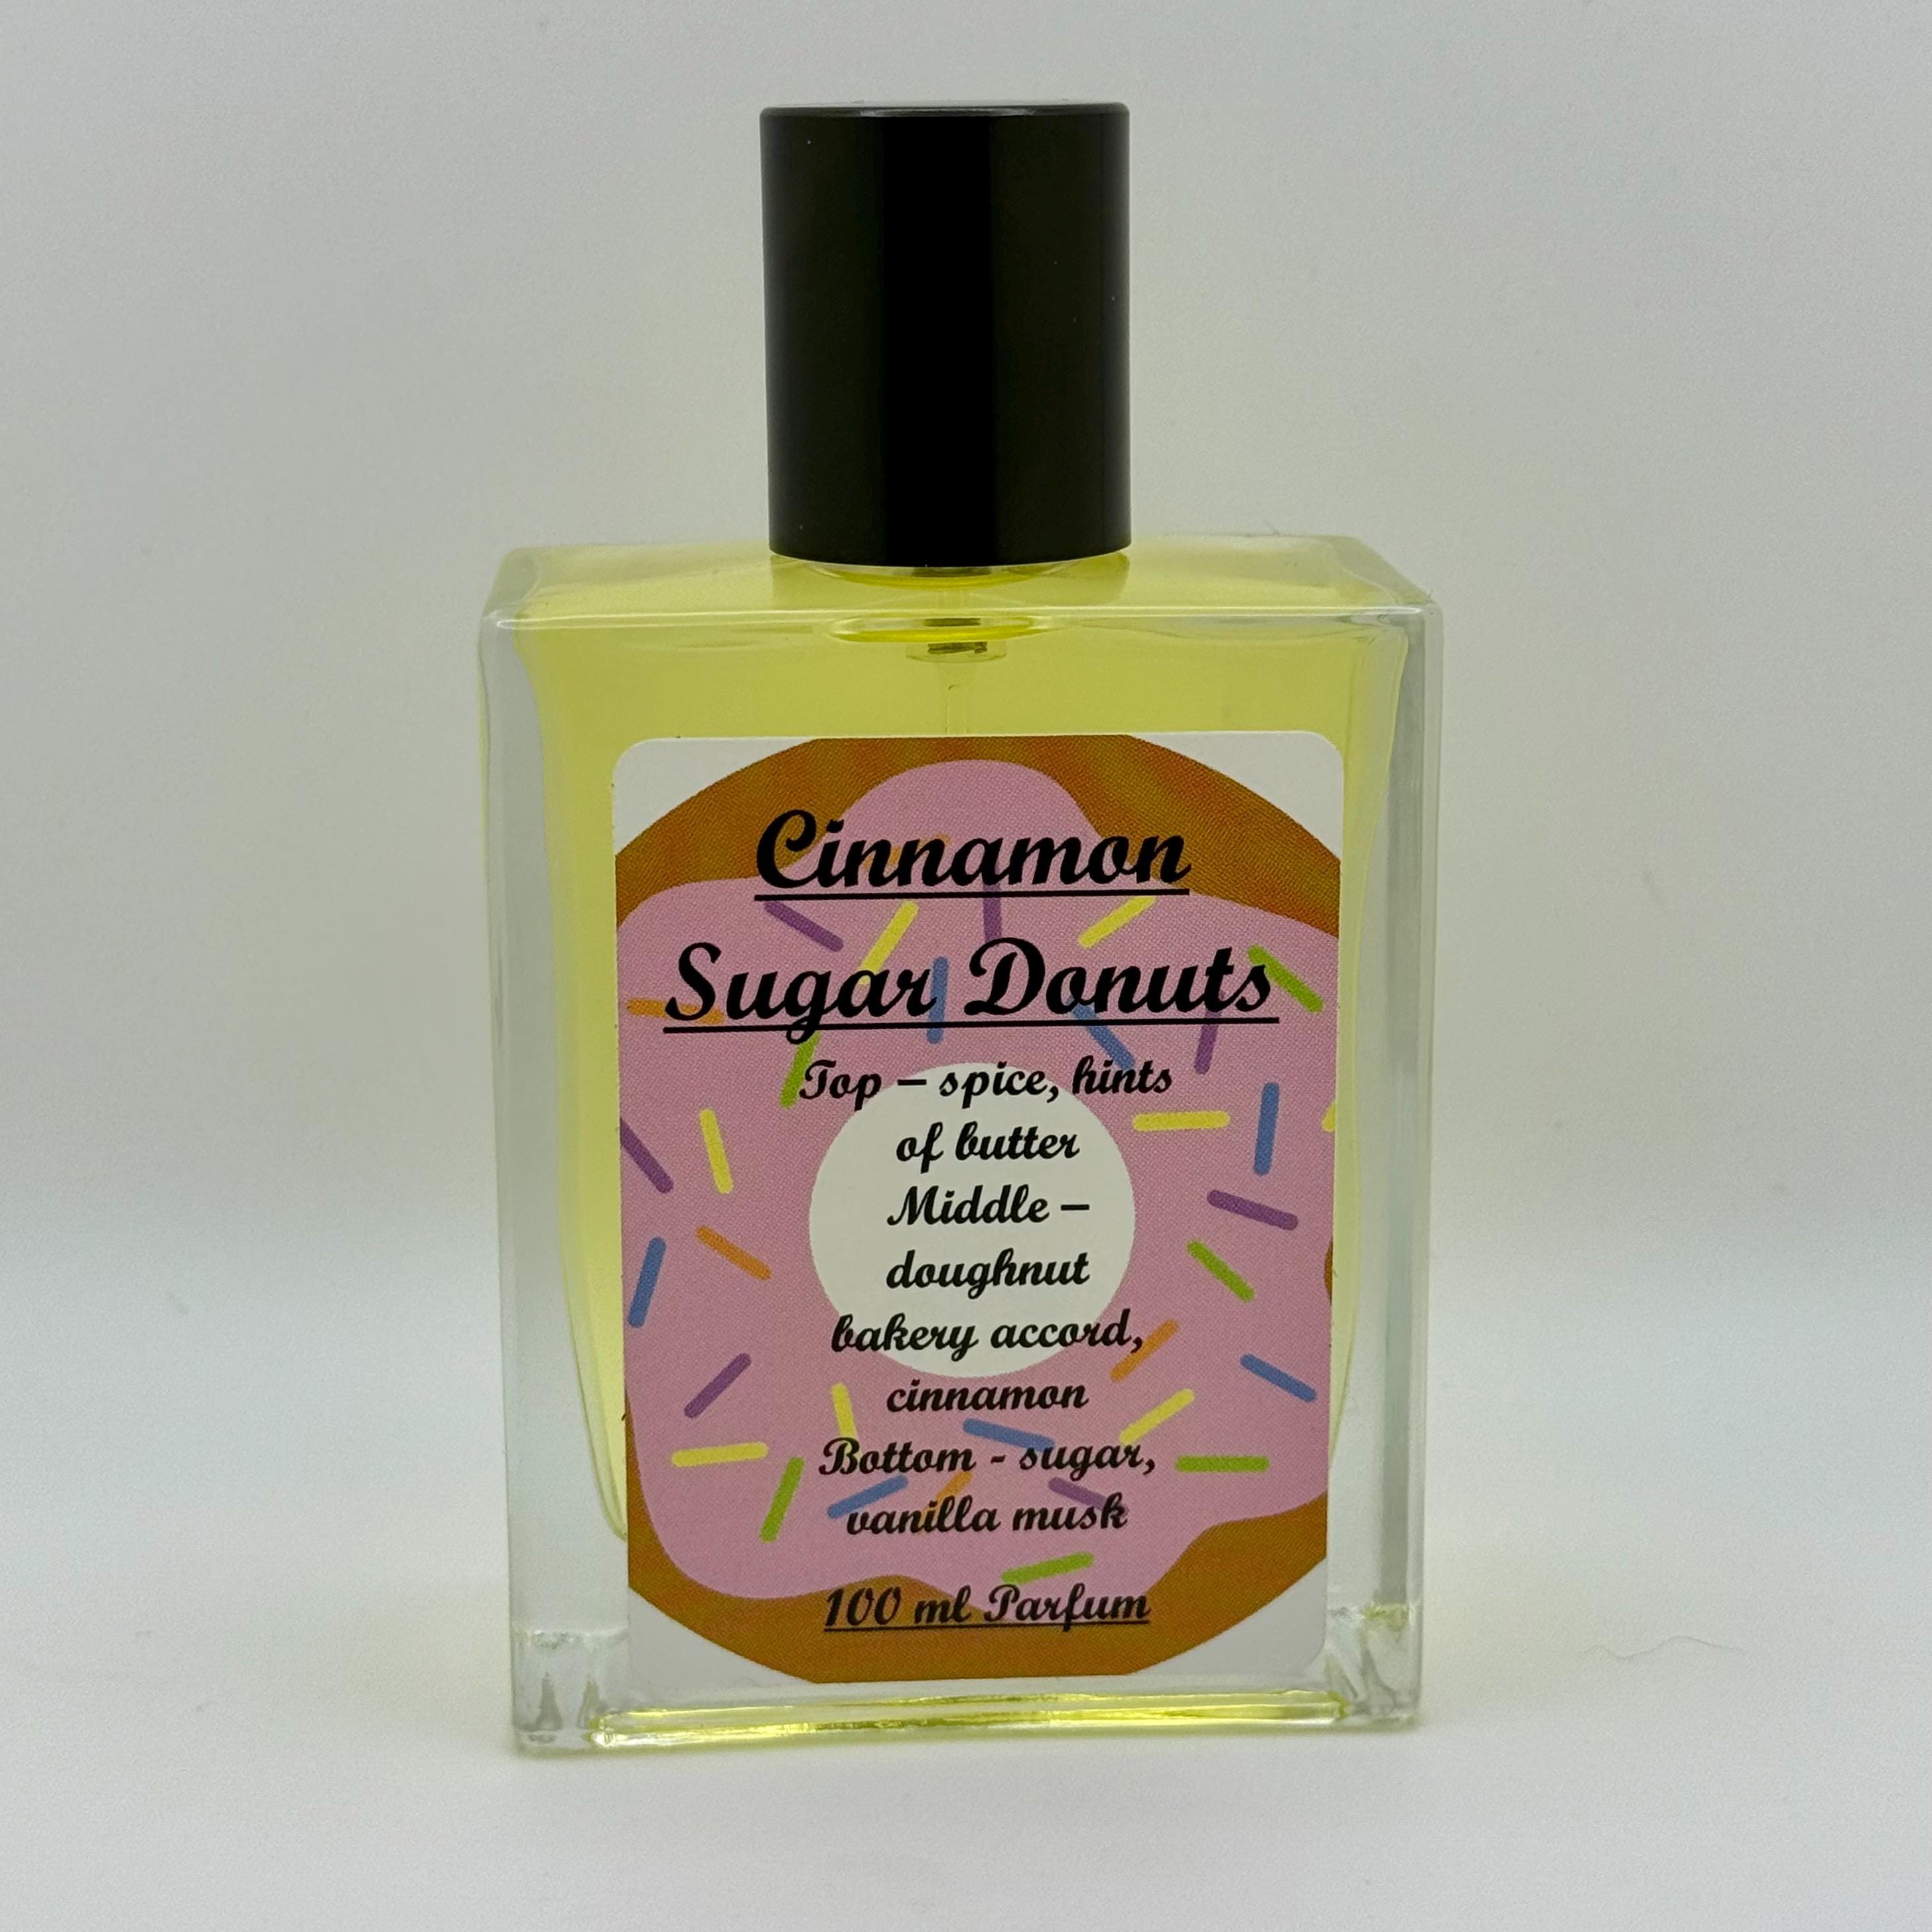 Cinnamon
Sugar Donuts
Top – spice, hints
of butter
Middle –
doughnut
bakery accord,
cinnamon
Bottom - sugar,
vanilla musk
100 ml Parfum